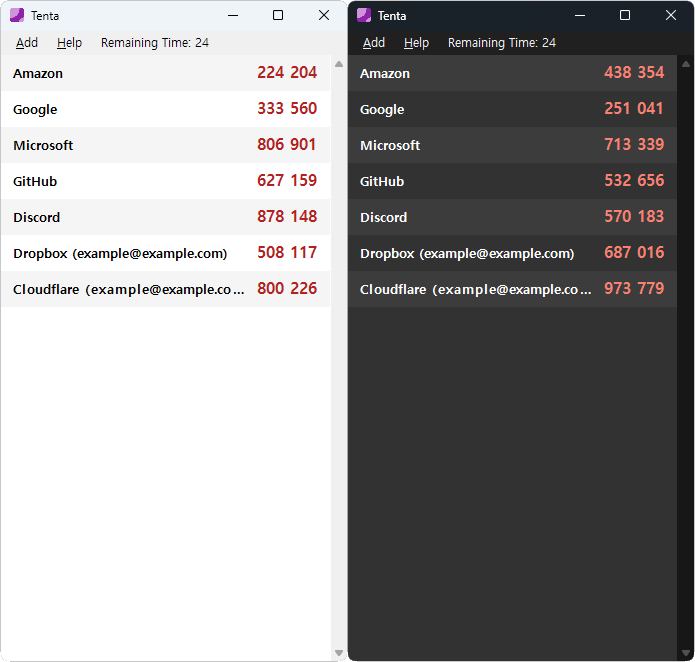 Tenta
Add Help Remaining Time: 24
Amazon 224 204
Google 333 560
Microsoft 806 901
GitHub 627 159
Discord 878 148
Dropbox (example@example.com) 508 117
Cloudflare (example@example.co... 800 226
Tenta
Add Help Remaining Time: 24
Amazon 438 354
Google 251 041
Microsoft 713 339
GitHub 532 656
Discord 570 183
Dropbox (example@example.com) 687 016
Cloudflare (example@example.co... 973 779